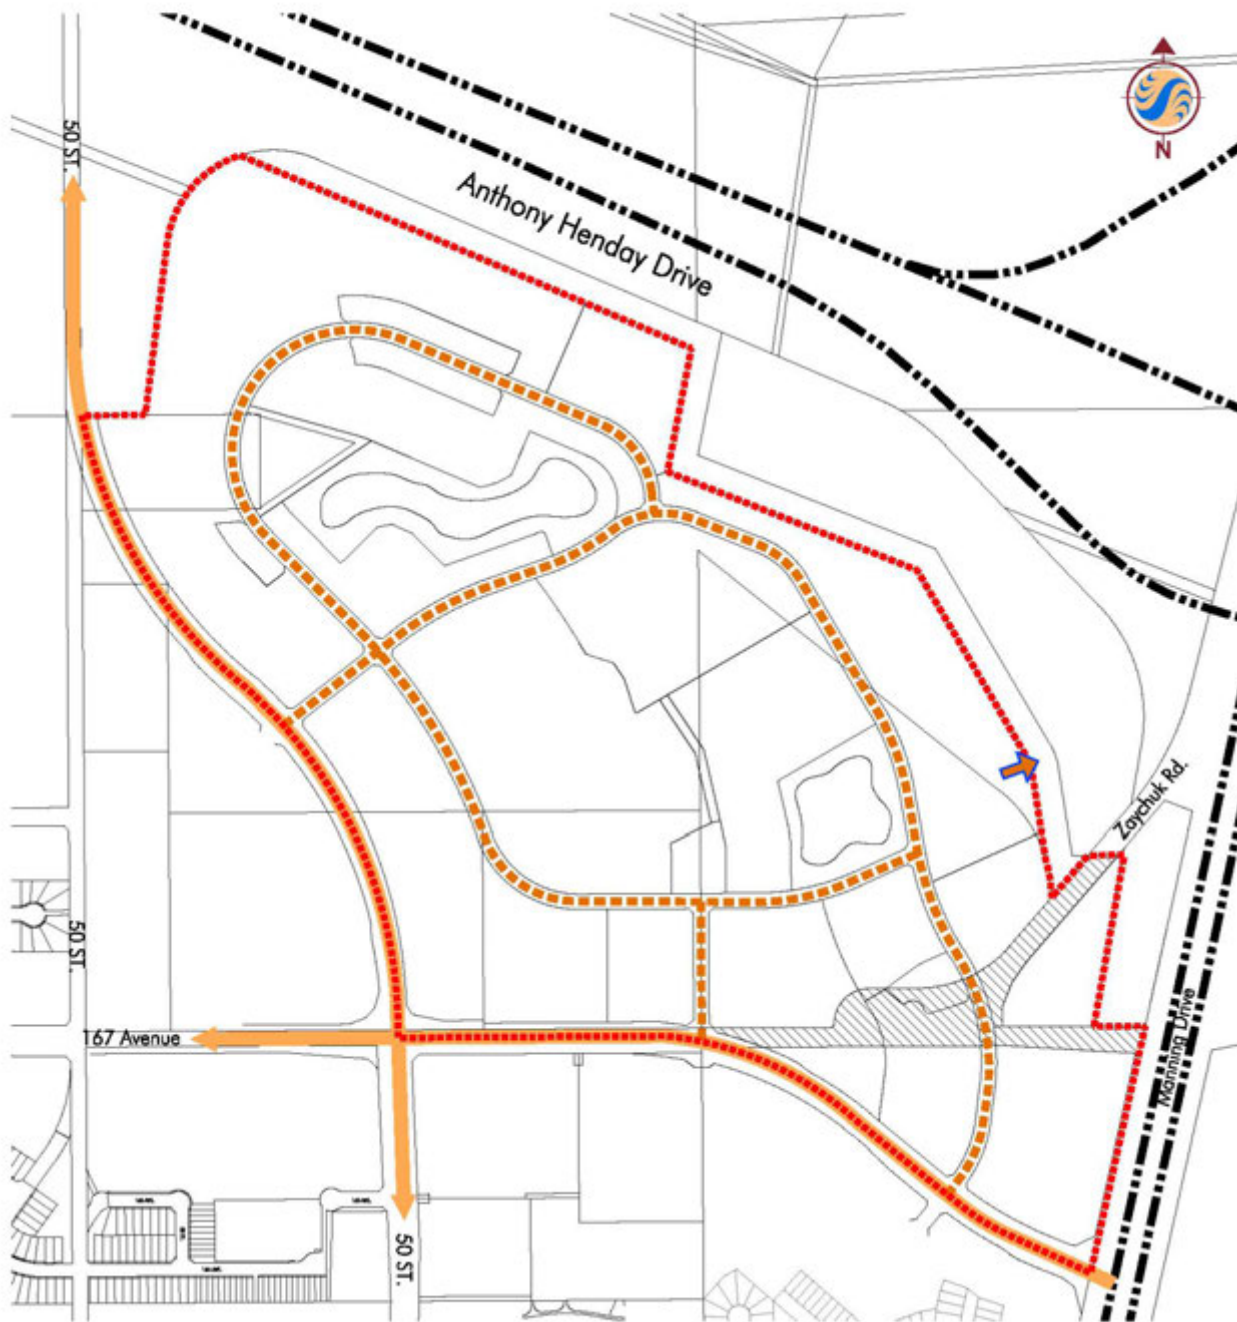 N
50 ST.
Anthony Henday Drive
Zaychuk Rd.
50 ST.
167 Avenue
Manning Drive
50 ST.